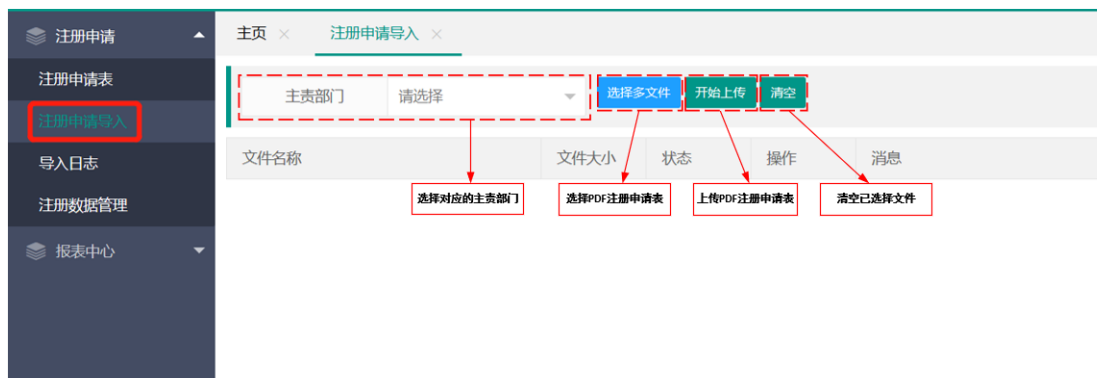 注册申请
注册申请表
注册申请导入
导入日志
注册数据管理
报表中心
主页
注册申请导入
主责部门 请选择 选择多文件 开始上传 清空
文件名称 文件大小 状态 操作 消息
选择对应的主责部门 选择PDF注册申请表 上传PDF注册申请表 清空已选择文件